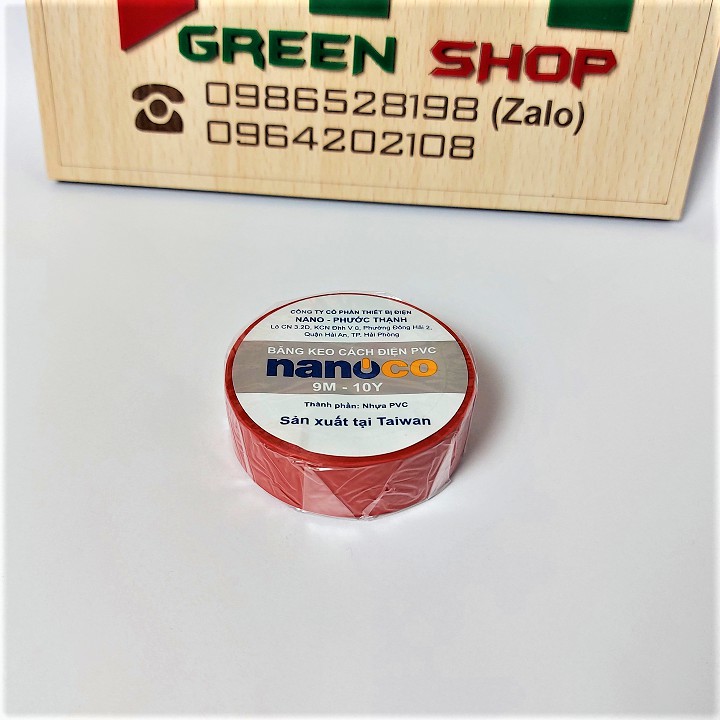 GREEN SHOP
0986528198 (Zalo)
0964202108
CÔNG TY CỔ PHẦN THIẾT BỊ ĐIỆN
NANO - PHƯỚC THẠNH
Lô CN 3.2D, KCN Đình Vũ, Phường Đông Hải 2,
Quận Hải An, TP. Hải Phòng
BĂNG KEO CÁCH ĐIỆN PVC
nanoco
9M - 10Y
Thành phần: Nhựa PVC
Sản xuất tại Taiwan